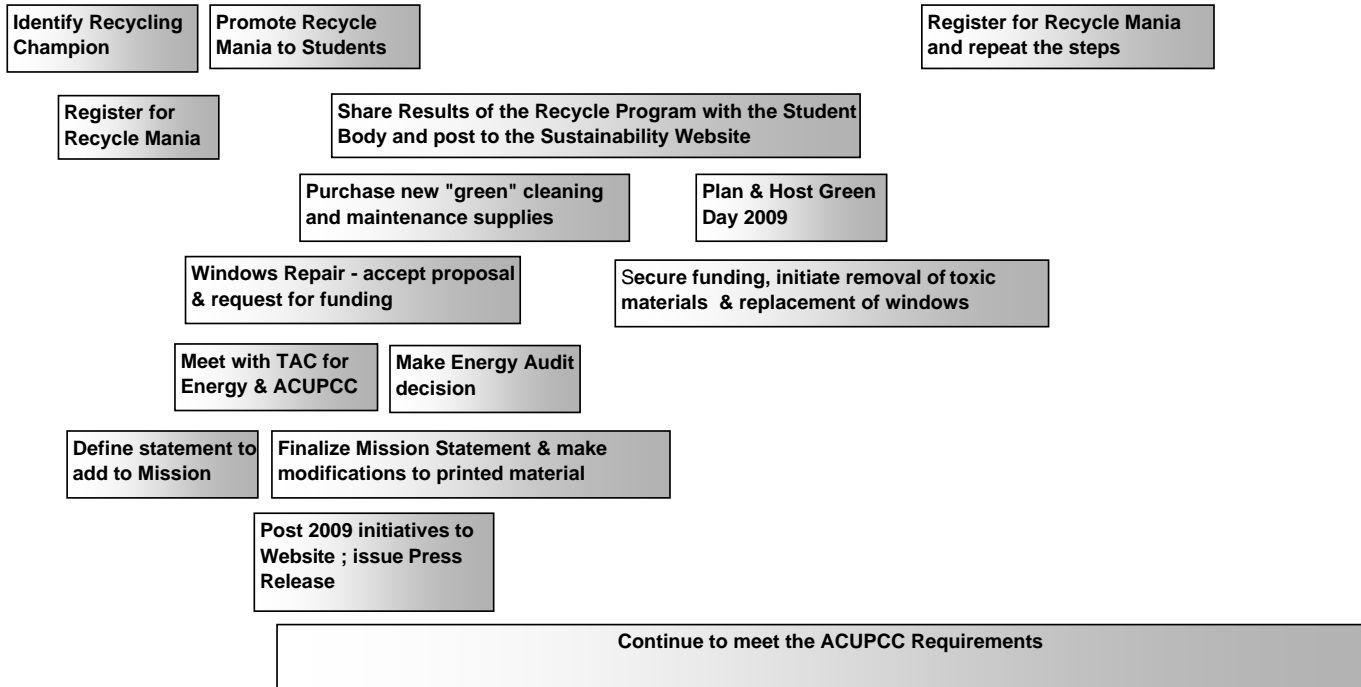 Identify Recycling
Champion
Promote Recycle
Mania to Students
Register for Recycle Mania
and repeat the steps
Register for
Recycle Mania
Share Results of the Recycle Program with the Student
Body and post to the Sustainability Website
Purchase new "green" cleaning
and maintenance supplies
Plan & Host Green
Day 2009
Windows Repair - accept proposal
& request for funding
Secure funding, initiate removal of toxic
materials & replacement of windows
Meet with TAC for
Energy & ACUPCC
Make Energy Audit
decision
Define statement to
add to Mission
Finalize Mission Statement & make
modifications to printed material
Post 2009 initiatives to
Website ; issue Press
Release
Continue to meet the ACUPCC Requirements